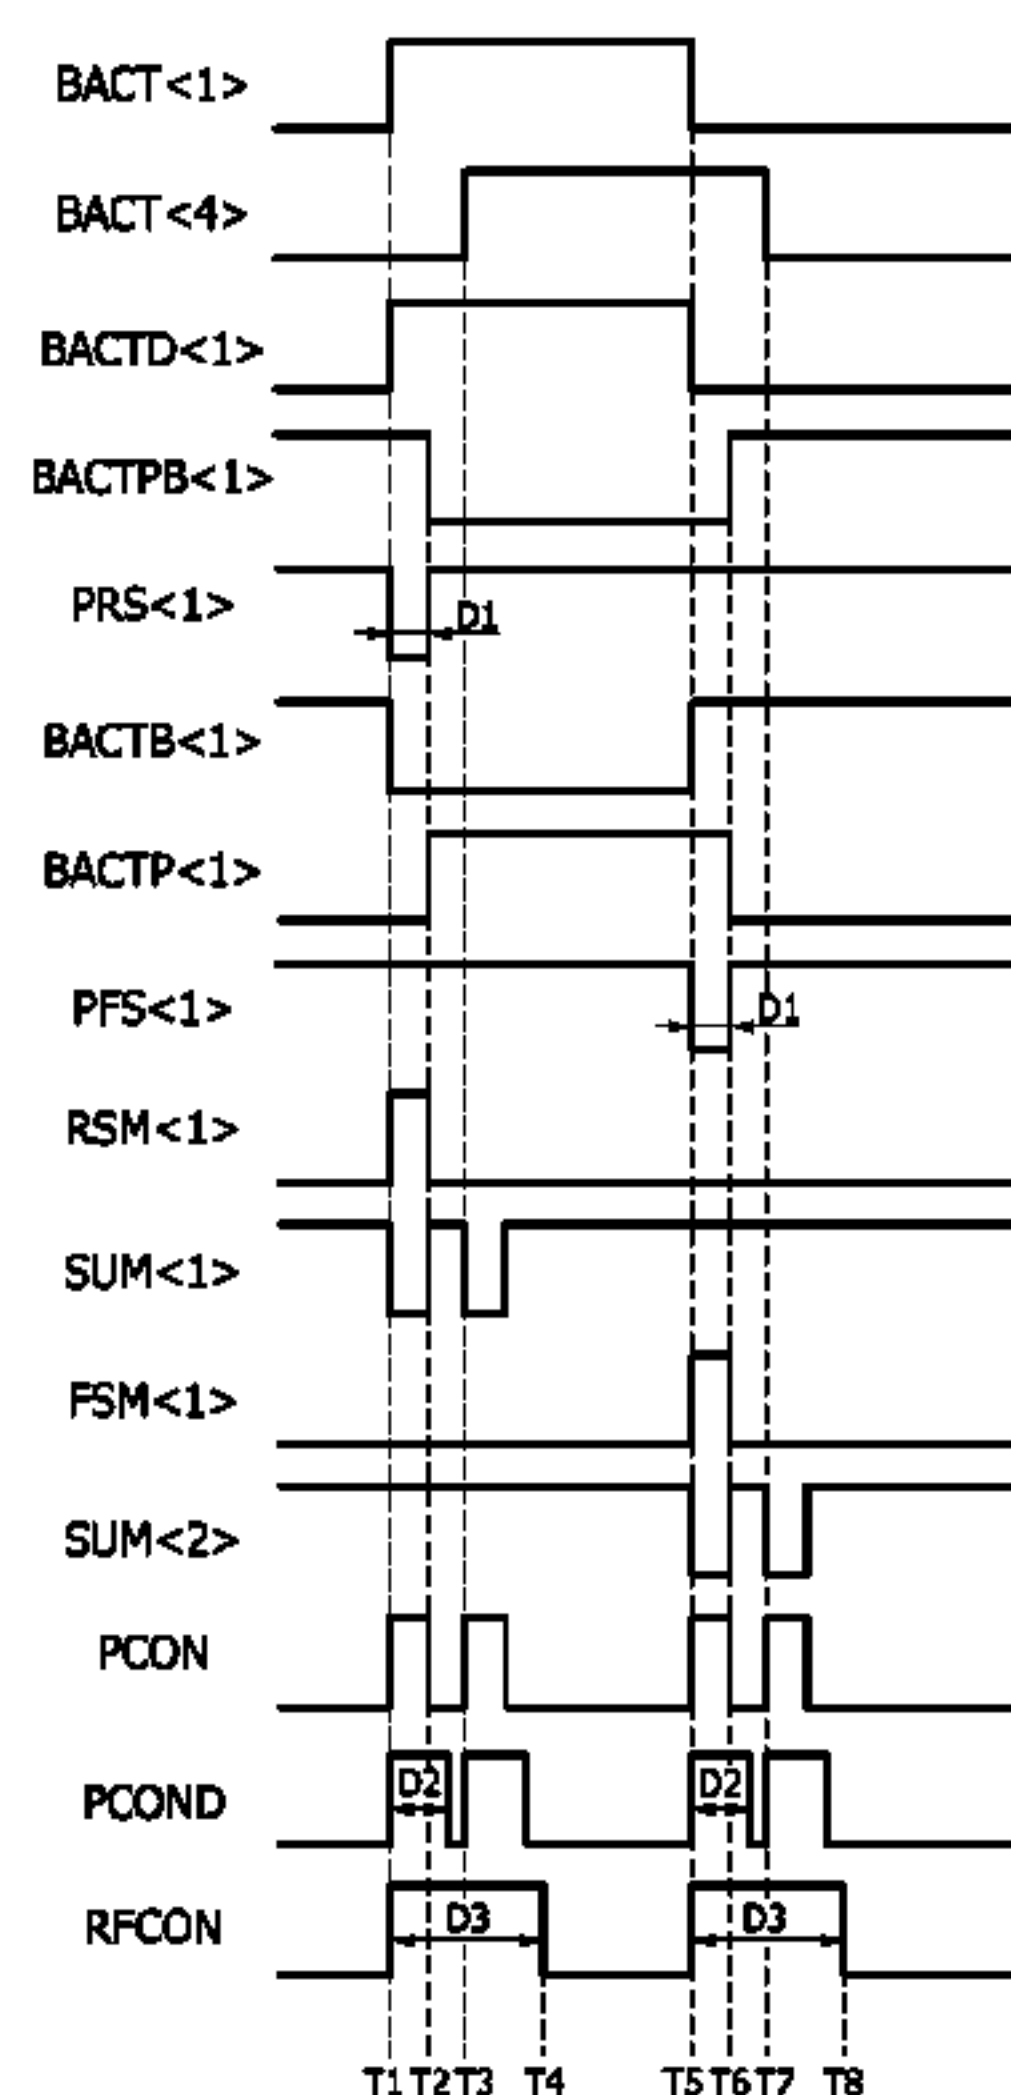 BACT<1>
BACT<4>
BACTD<1>
BACTPB<1>
PRS<1>
D1
BACTB<1>
BACTP<1>
PFS<1>
D1
RSM<1>
SUM<1>
FSM<1>
SUM<2>
PCON
PCOND
D2
D2
RFCON
D3
D3
T1 T2 T3 T4 T5 T6 T7 T8